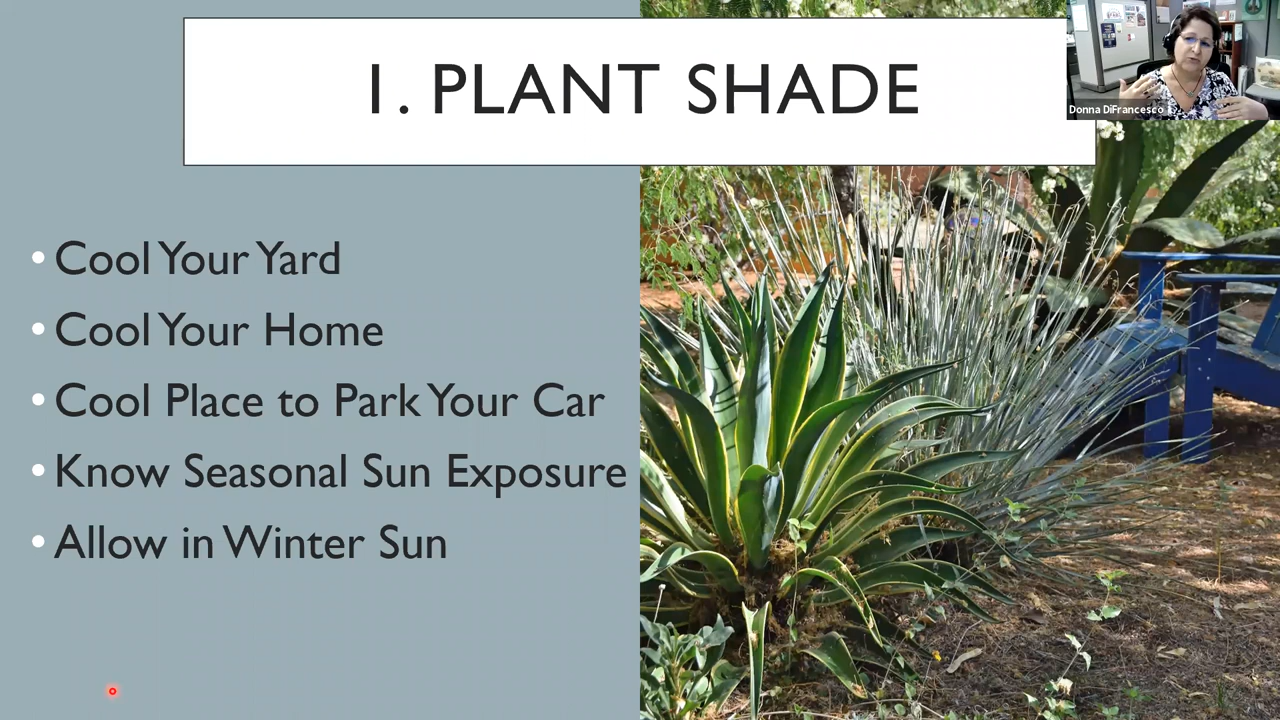 1. PLANT SHADE
Donna DiFrancesco
• Cool Your Yard
• Cool Your Home
• Cool Place to Park Your Car
• Know Seasonal Sun Exposure
• Allow in Winter Sun